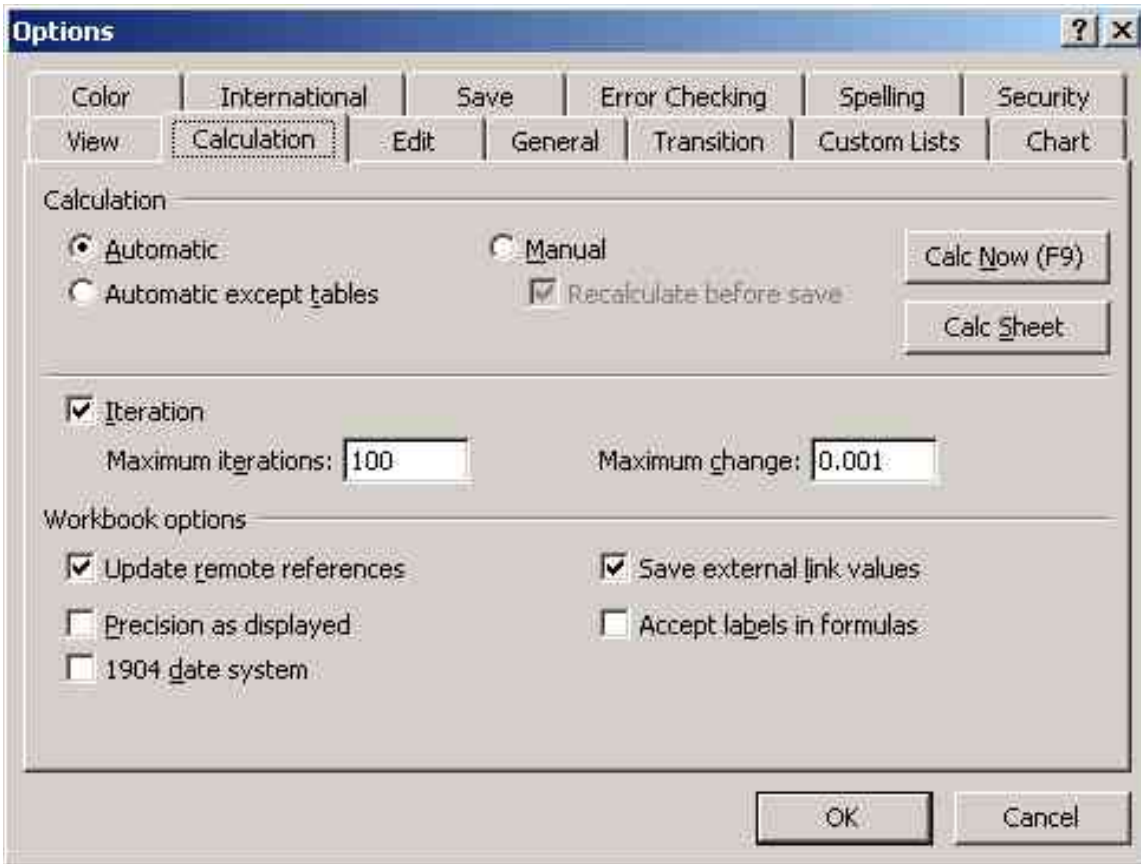 Options
Color International Save Error Checking Spelling Security
View Calculation Edit General Transition Custom Lists Chart
Calculation
Automatic Manual Calc Now (F9)
Automatic except tables Recalculate before save
Calc Sheet
Iteration
Maximum iterations: 100 Maximum change: 0.001
Workbook options
Update remote references Save external link values
Precision as displayed Accept labels in formulas
1904 date system
OK Cancel